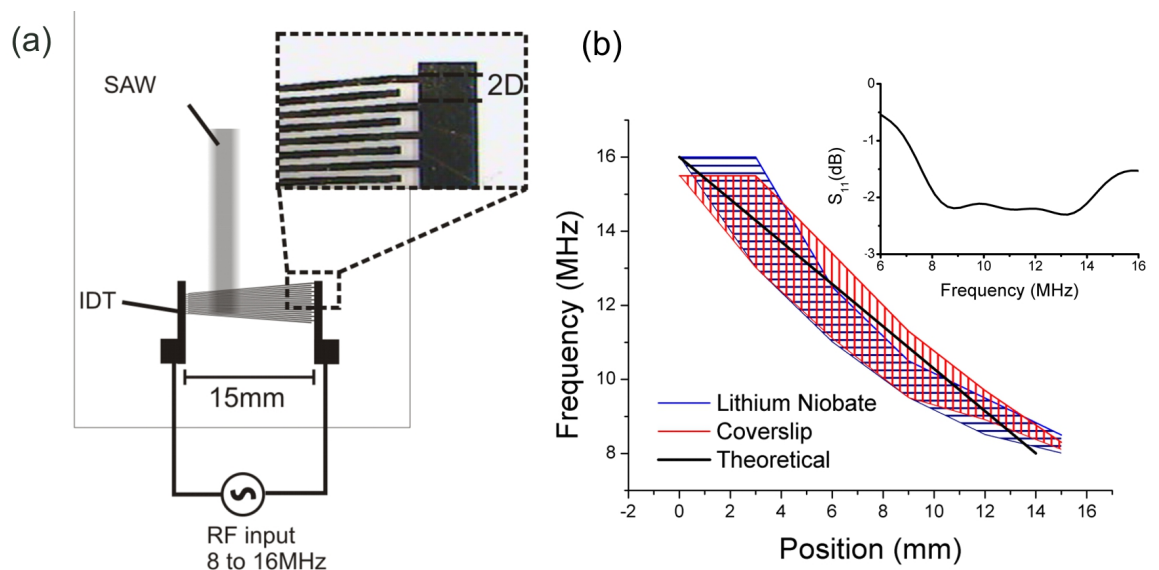 (a)
SAW
2D
IDT
15mm
RF input
8 to 16MHz
(b)
Frequency (MHz)
16
14
12
10
8
-2
0
2
4
6
8
10
12
14
16
Position (mm)
Lithium Niobate
Coverslip
Theoretical
S11(dB)
0
-1
-2
-3
6
8
10
12
14
16
Frequency (MHz)